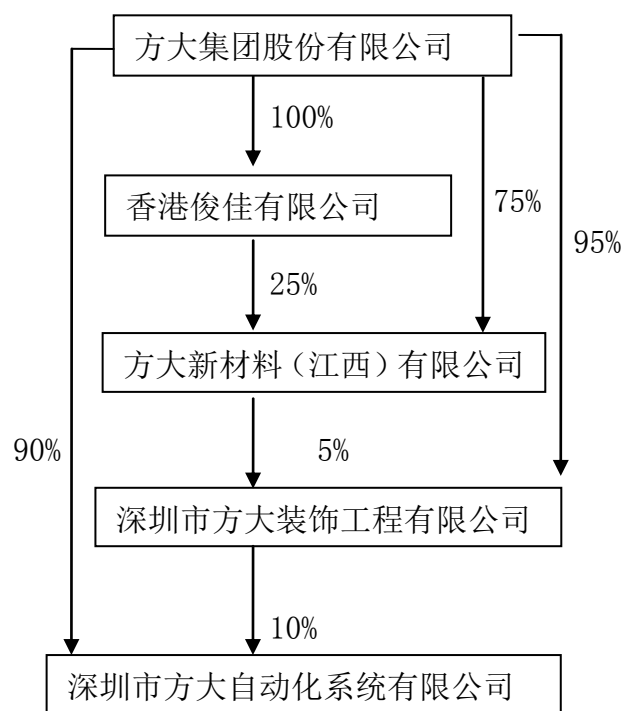 方大集团股份有限公司
100%
香港俊佳有限公司
75%
95%
25%
方大新材料（江西）有限公司
90%
5%
深圳市方大装饰工程有限公司
10%
深圳市方大自动化系统有限公司